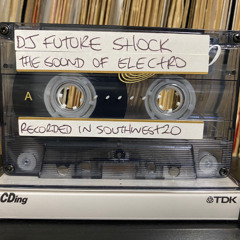 DJ FUTURE SHOCK
THE SOUND OF ELECTRO
A
RECORDED IN SOUTHWEST20
CDing
TDK